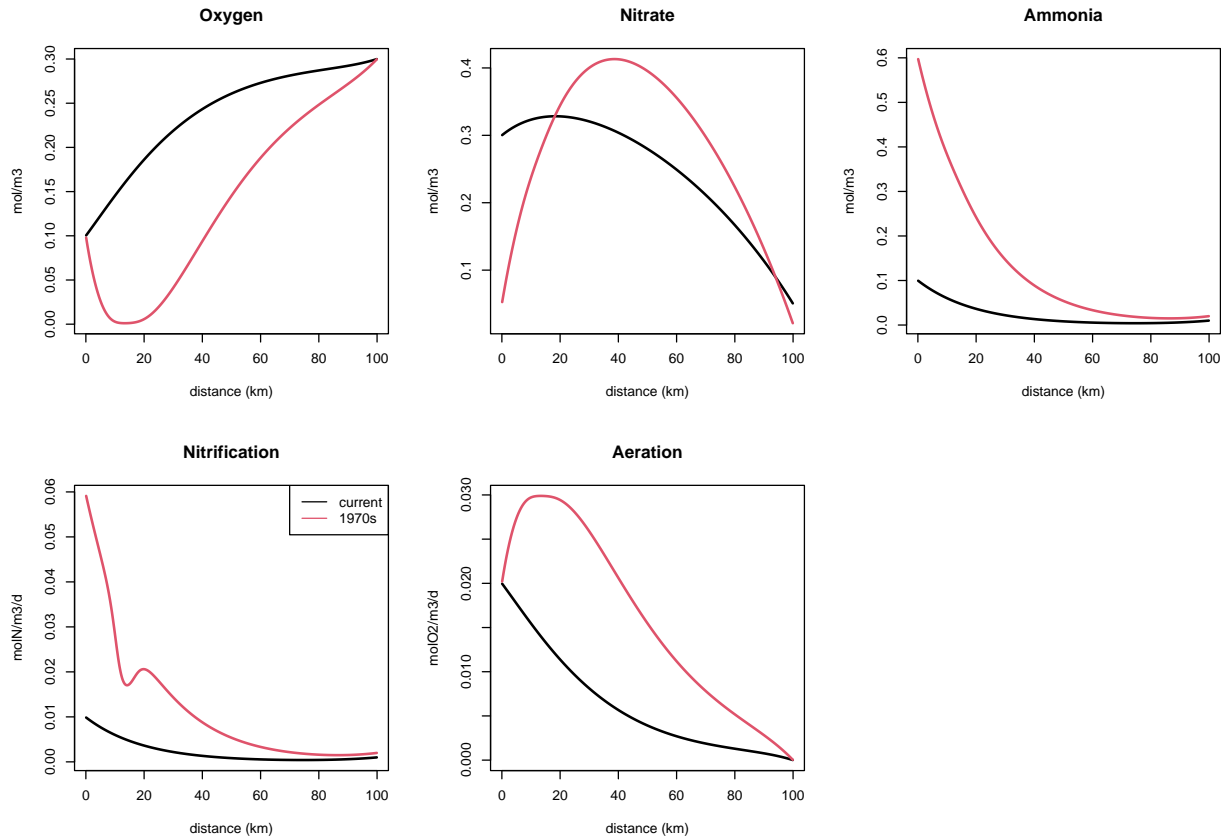 Oxygen
mol/m3
0.00 0.05 0.10 0.15 0.20 0.25 0.30
0 20 40 60 80 100
distance (km)
Nitrate
mol/m3
0.1 0.2 0.3 0.4
0 20 40 60 80 100
distance (km)
Ammonia
mol/m3
0.0 0.1 0.2 0.3 0.4 0.5 0.6
0 20 40 60 80 100
distance (km)
Nitrification
molN/m3/d
0.00 0.01 0.02 0.03 0.04 0.05 0.06
current
1970s
0 20 40 60 80 100
distance (km)
Aeration
molO2/m3/d
0.000 0.010 0.020 0.030
0 20 40 60 80 100
distance (km)